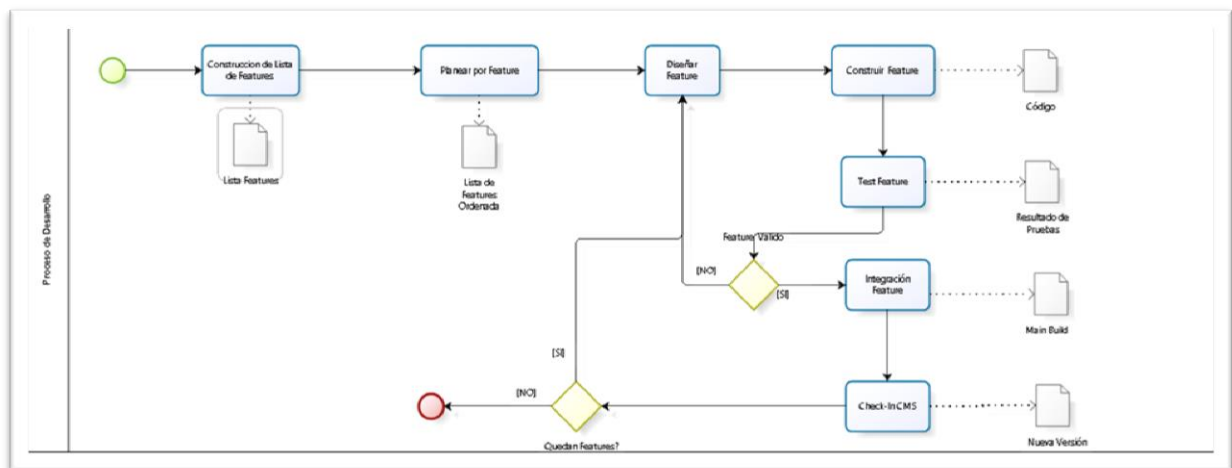 Proceso de Desarrollo
Construccion de Lista
de Features
Planear por Feature
Diseñar
Feature
Construir Feature
Código
Lista Features
Lista de
Features
Ordenada
Test Feature
Resultado de
Pruebas
Feature Valido
[NO]
[SI]
Integración
Feature
Main Build
[SI]
[NO]
Quedan Features?
Check-In CMS
Nueva Versión